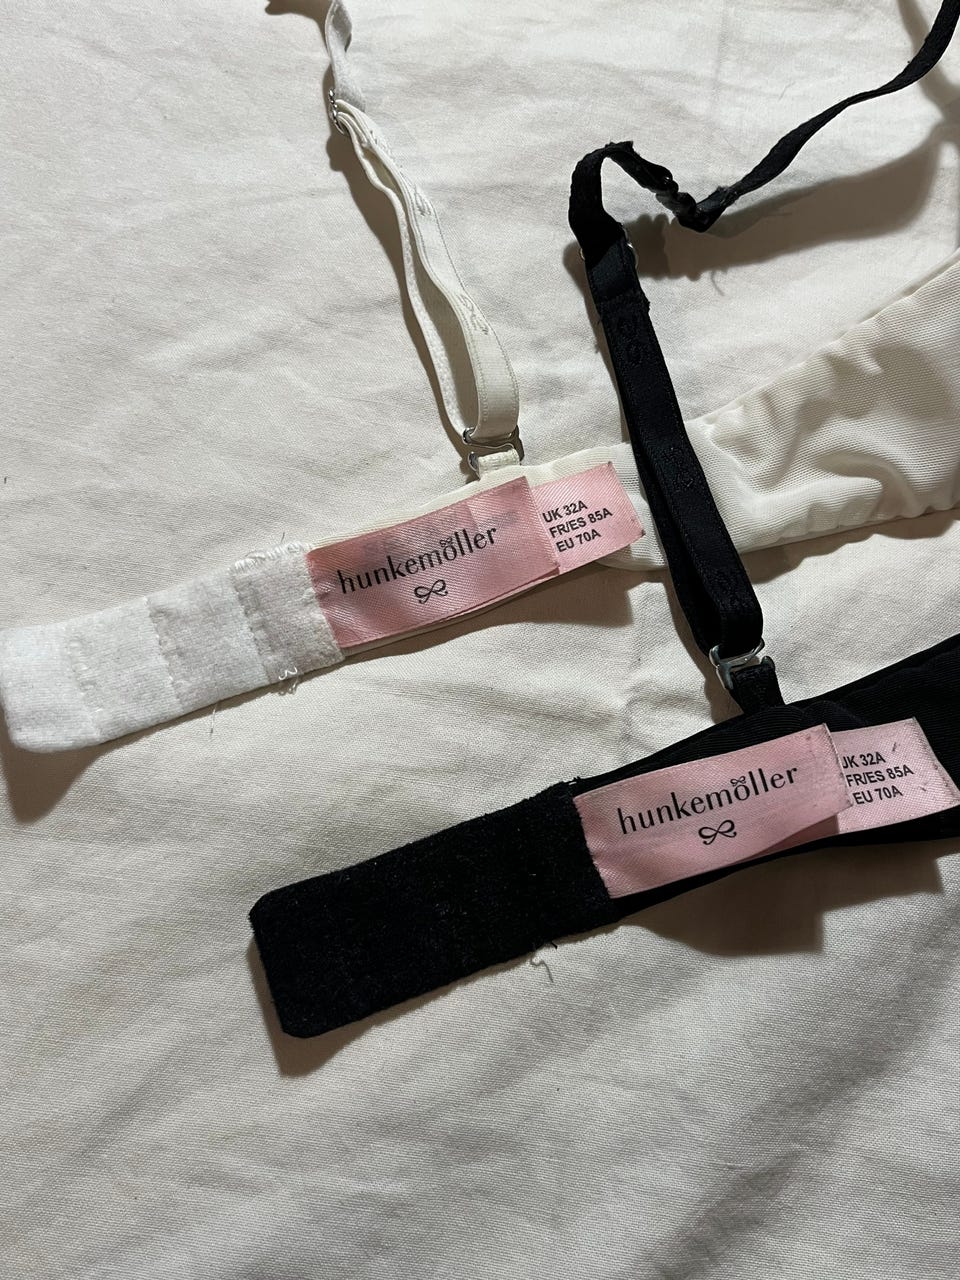 hunkemöller
UK 32A
FR/ES 85A
EU 70A
hunkemöller
UK 32A
FR/ES 85A
EU 70A